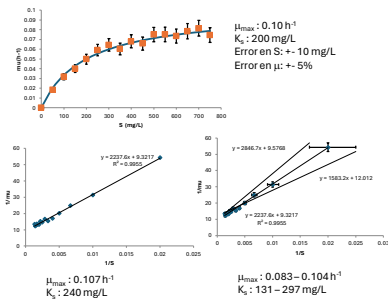 0.1
0.09
0.08
0.07
0.06
0.05
0.04
0.03
0.02
0.01
0
mu(h-1)
0 100 200 300 400 500 600 700 800
S (mg/L)
μmax : 0.10 h-1
Ks : 200 mg/L
Error en S: +- 10 mg/L
Error en μ: +- 5%
60
50
40
30
20
10
0
1/mu
y = 2237.6x + 9.3217
R² = 0.9955
0 0.005 0.01 0.015 0.02 0.025
1/S
μmax : 0.107 h-1
Ks : 240 mg/L
60
50
40
30
20
10
0
1/mu
y = 2846.7x + 9.5768
y = 1583.2x + 12.012
y = 2237.6x + 9.3217
R² = 0.9955
0 0.005 0.01 0.015 0.02 0.025 0.03
1/S
μmax : 0.083 – 0.104 h-1
Ks : 131 – 297 mg/L